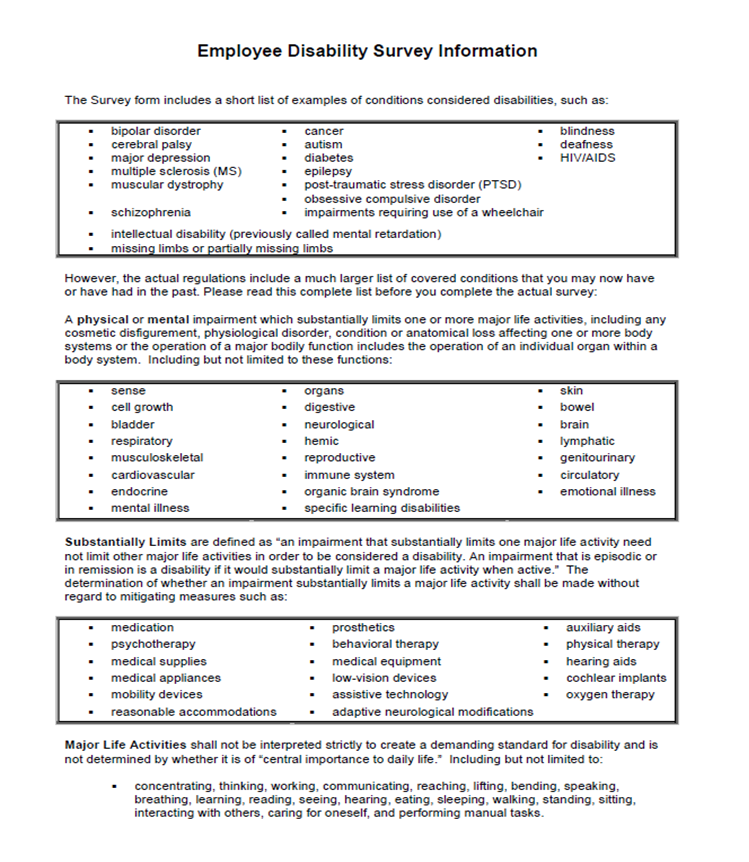 Employee Disability Survey Information
The Survey form includes a short list of examples of conditions considered disabilities, such as:
▪ bipolar disorder ▪ cancer ▪ blindness
▪ cerebral palsy ▪ autism ▪ deafness
▪ major depression ▪ diabetes ▪ HIV/AIDS
▪ multiple sclerosis (MS) ▪ epilepsy
▪ muscular dystrophy ▪ post-traumatic stress disorder (PTSD)
▪ obsessive compulsive disorder
▪ schizophrenia ▪ impairments requiring use of a wheelchair
▪ intellectual disability (previously called mental retardation)
▪ missing limbs or partially missing limbs
However, the actual regulations include a much larger list of covered conditions that you may now have
or have had in the past. Please read this complete list before you complete the actual survey:
A physical or mental impairment which substantially limits one or more major life activities, including any
cosmetic disfigurement, physiological disorder, condition or anatomical loss affecting one or more body
systems or the operation of a major bodily function includes the operation of an individual organ within a
body system. Including but not limited to these functions:
▪ sense ▪ organs ▪ skin
▪ cell growth ▪ digestive ▪ bowel
▪ bladder ▪ neurological ▪ brain
▪ respiratory ▪ hemic ▪ lymphatic
▪ musculoskeletal ▪ reproductive ▪ genitourinary
▪ cardiovascular ▪ immune system ▪ circulatory
▪ endocrine ▪ organic brain syndrome ▪ emotional illness
▪ mental illness ▪ specific learning disabilities
Substantially Limits are defined as “an impairment that substantially limits one major life activity need
not limit other major life activities in order to be considered a disability. An impairment that is episodic or
in remission is a disability if it would substantially limit a major life activity when active.” The
determination of whether an impairment substantially limits a major life activity shall be made without
regard to mitigating measures such as:
▪ medication ▪ prosthetics ▪ auxiliary aids
▪ psychotherapy ▪ behavioral therapy ▪ physical therapy
▪ medical supplies ▪ medical equipment ▪ hearing aids
▪ medical appliances ▪ low-vision devices ▪ cochlear implants
▪ mobility devices ▪ assistive technology ▪ oxygen therapy
▪ reasonable accommodations ▪ adaptive neurological modifications
Major Life Activities shall not be interpreted strictly to create a demanding standard for disability and is
not determined by whether it is of “central importance to daily life.” Including but not limited to:
▪ concentrating, thinking, working, communicating, reaching, lifting, bending, speaking,
breathing, learning, reading, seeing, hearing, eating, sleeping, walking, standing, sitting,
interacting with others, caring for oneself, and performing manual tasks.